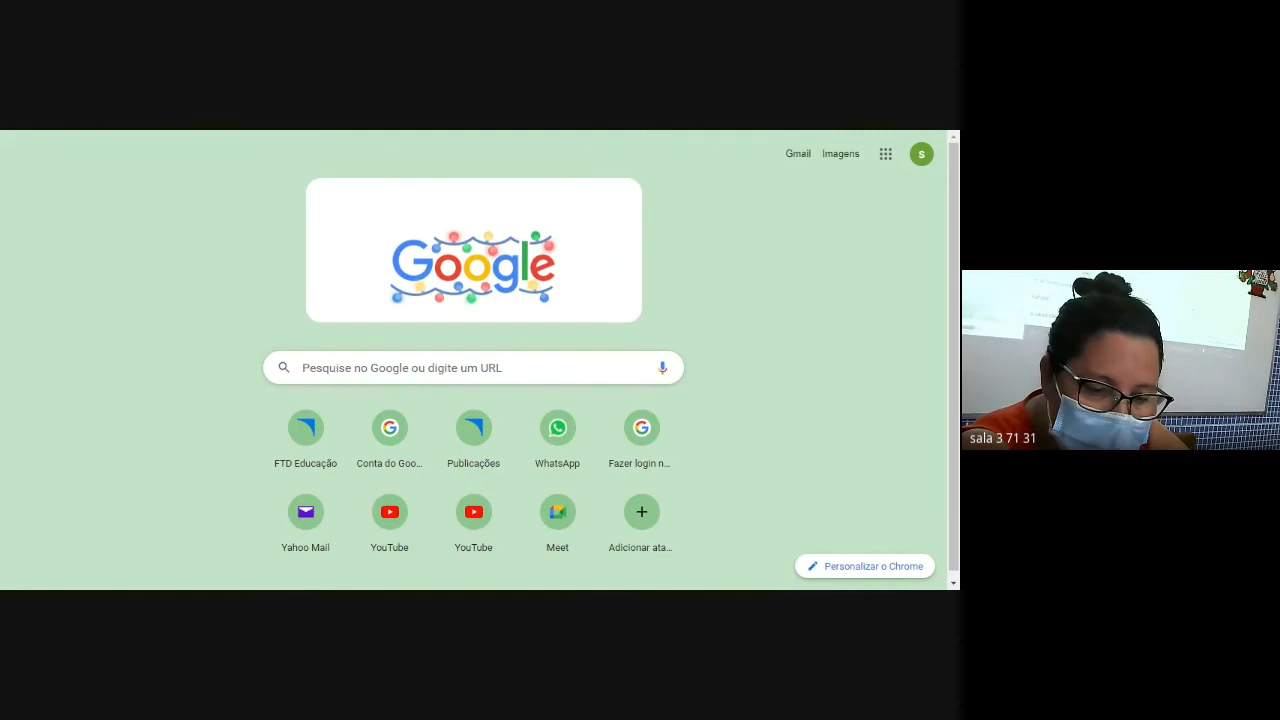 Gmail Imagens S
Google
Pesquise no Google ou digite um URL
FTD Educação Conta do Goo... Publicações WhatsApp Fazer login n...
Yahoo Mail YouTube YouTube Meet Adicionar ata...
Personalizar o Chrome
sala 3 71 31